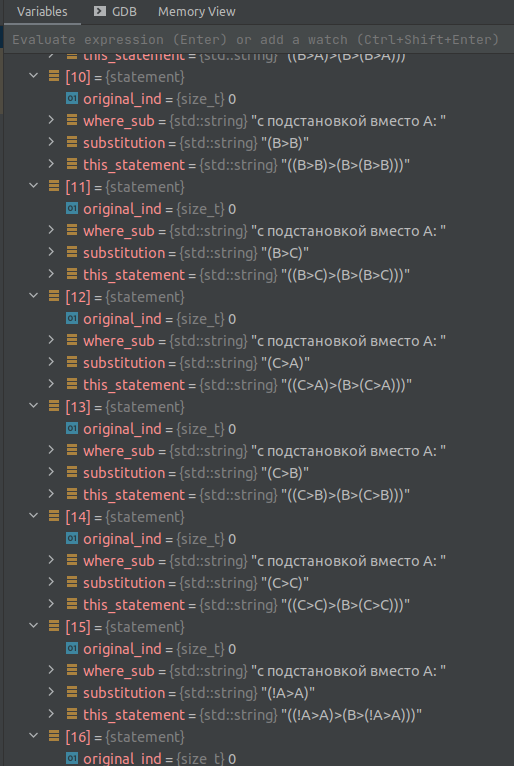 Variables GDB Memory View
Evaluate expression (Enter) or add a watch (Ctrl+Shift+Enter)
this_statement = {std::string} "((B>A)>(B>(B>A)))"
[10] = {statement}
original_ind = {size_t} 0
where_sub = {std::string} "с подстановкой вместо A: "
substitution = {std::string} "(B>B)"
this_statement = {std::string} "((B>B)>(B>(B>B)))"
[11] = {statement}
original_ind = {size_t} 0
where_sub = {std::string} "с подстановкой вместо A: "
substitution = {std::string} "(B>C)"
this_statement = {std::string} "((B>C)>(B>(B>C)))"
[12] = {statement}
original_ind = {size_t} 0
where_sub = {std::string} "с подстановкой вместо A: "
substitution = {std::string} "(C>A)"
this_statement = {std::string} "((C>A)>(B>(C>A)))"
[13] = {statement}
original_ind = {size_t} 0
where_sub = {std::string} "с подстановкой вместо A: "
substitution = {std::string} "(C>B)"
this_statement = {std::string} "((C>B)>(B>(C>B)))"
[14] = {statement}
original_ind = {size_t} 0
where_sub = {std::string} "с подстановкой вместо A: "
substitution = {std::string} "(C>C)"
this_statement = {std::string} "((C>C)>(B>(C>C)))"
[15] = {statement}
original_ind = {size_t} 0
where_sub = {std::string} "с подстановкой вместо A: "
substitution = {std::string} "(!A>A)"
this_statement = {std::string} "((!A>A)>(B>(!A>A)))"
[16] = {statement}
original_ind = {size_t} 0